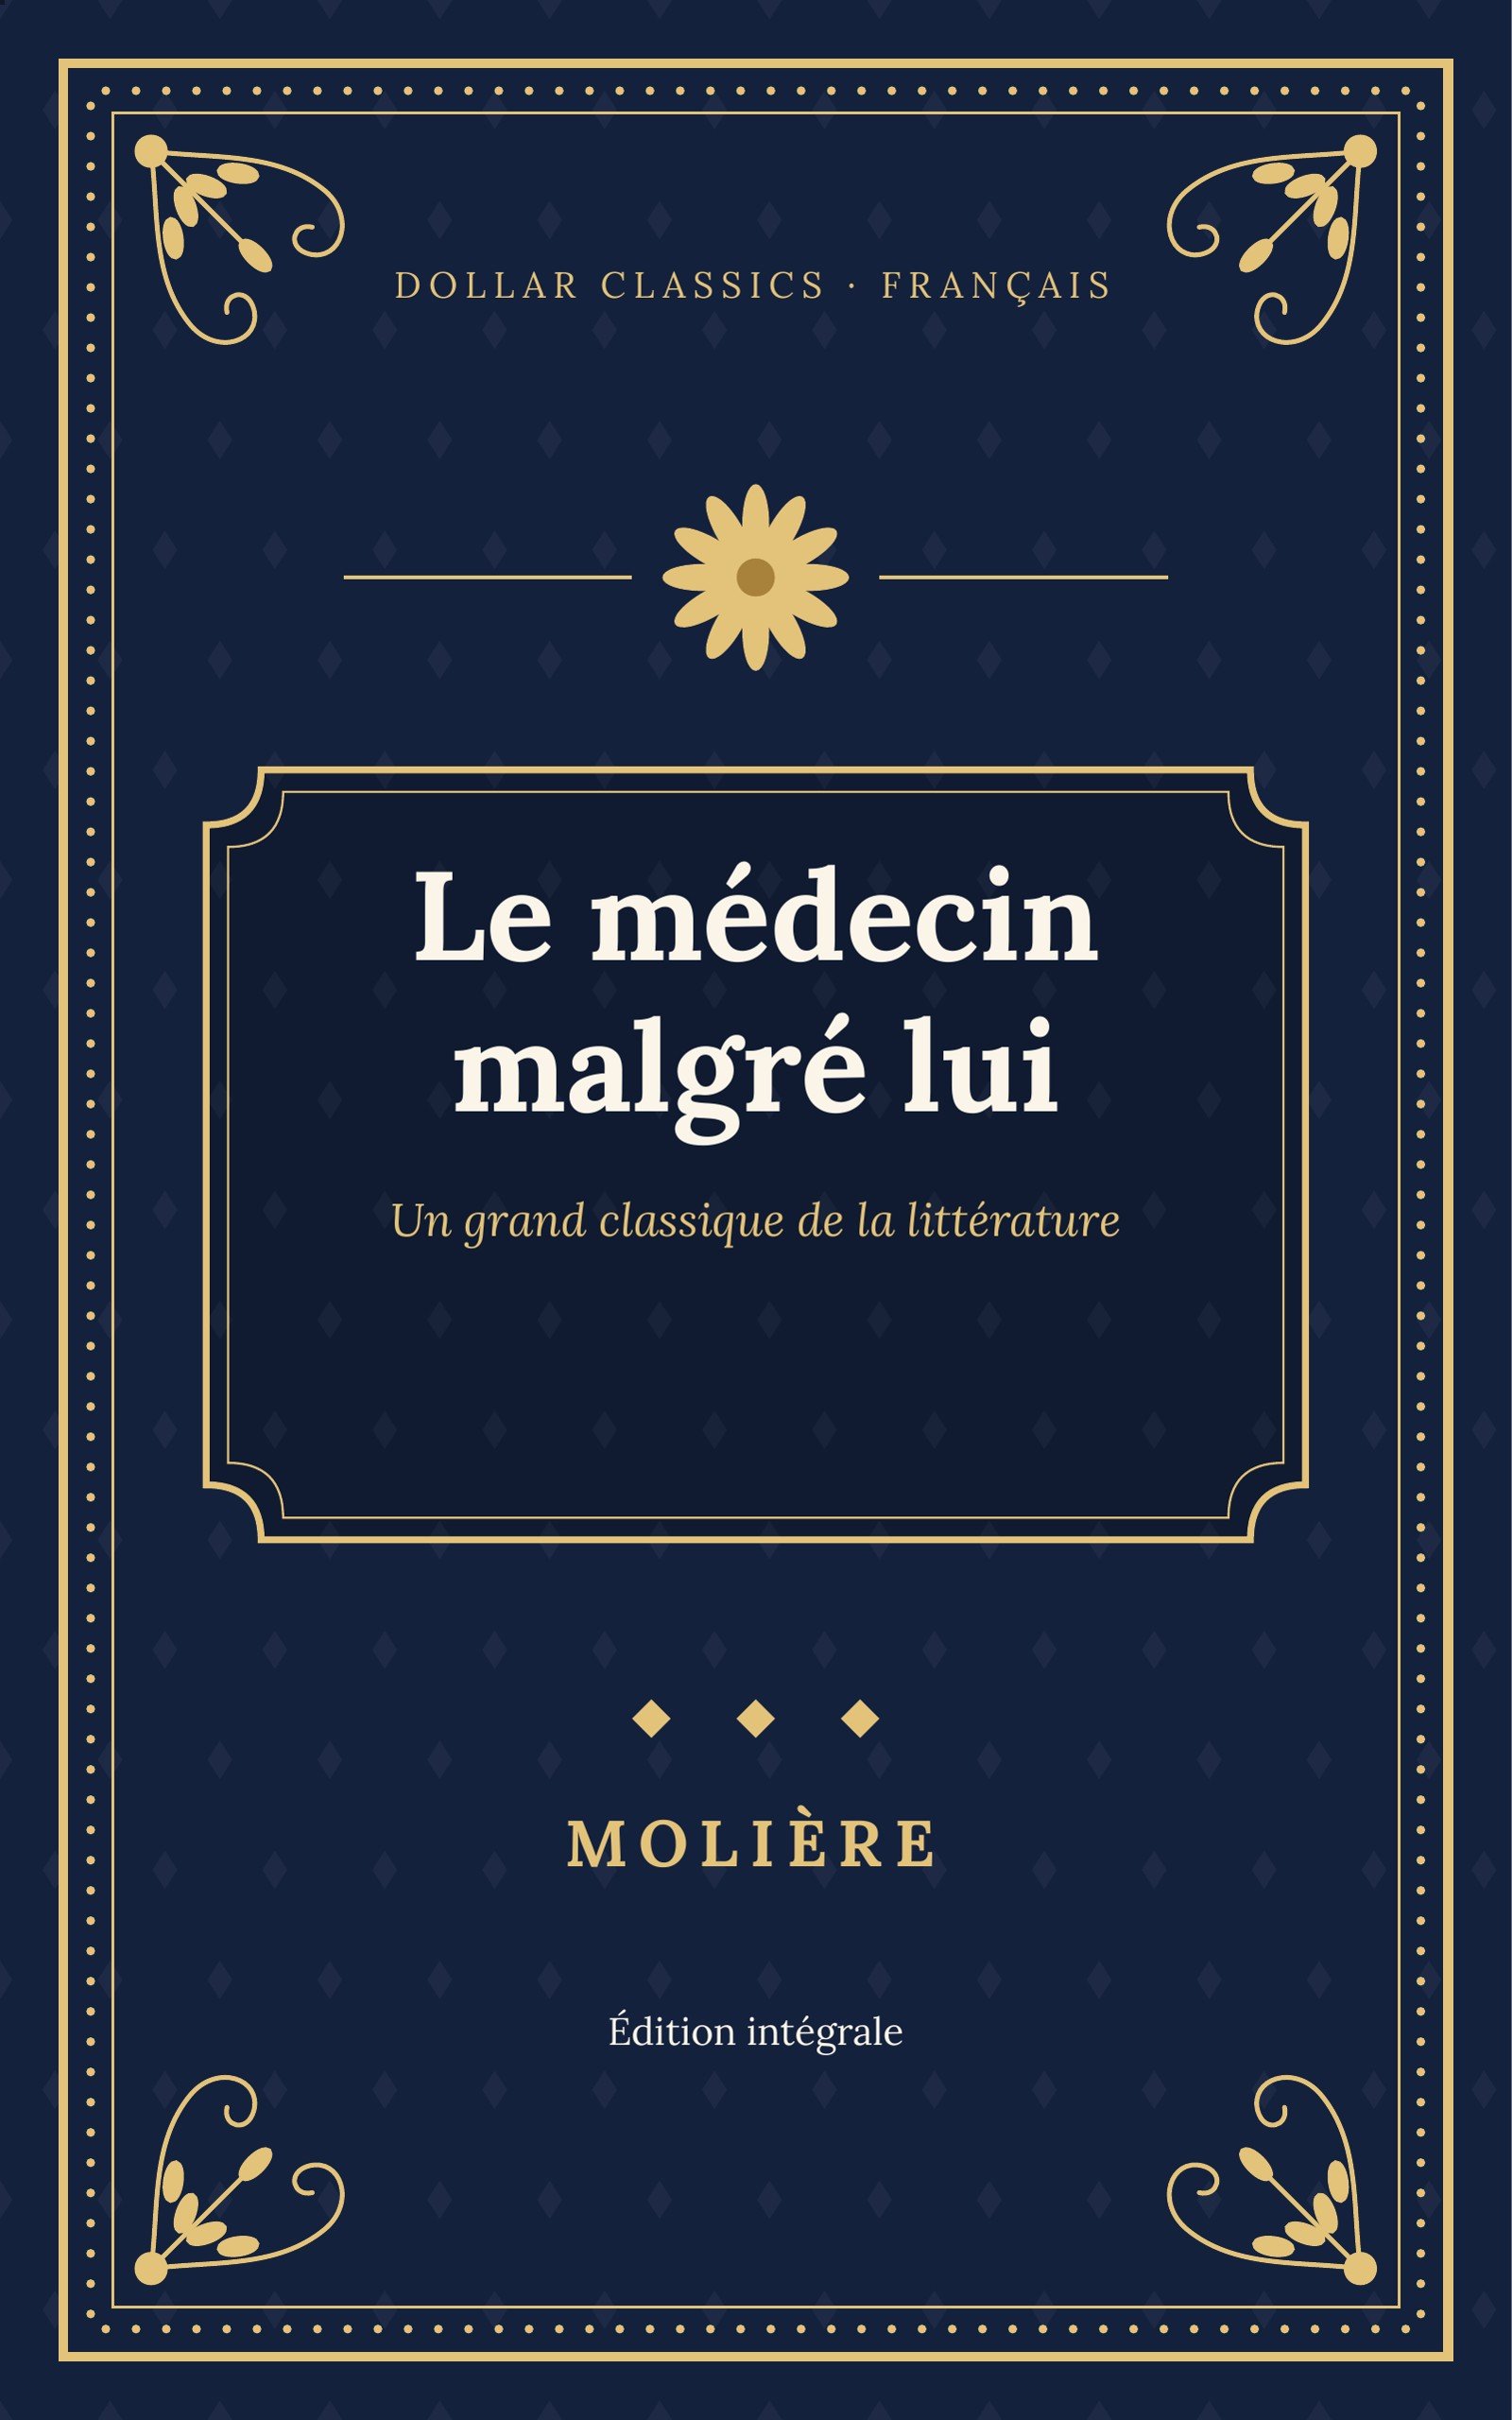 DOLLAR CLASSICS · FRANÇAIS
Le médecin
malgré lui
Un grand classique de la littérature
MOLIÈRE
Édition intégrale